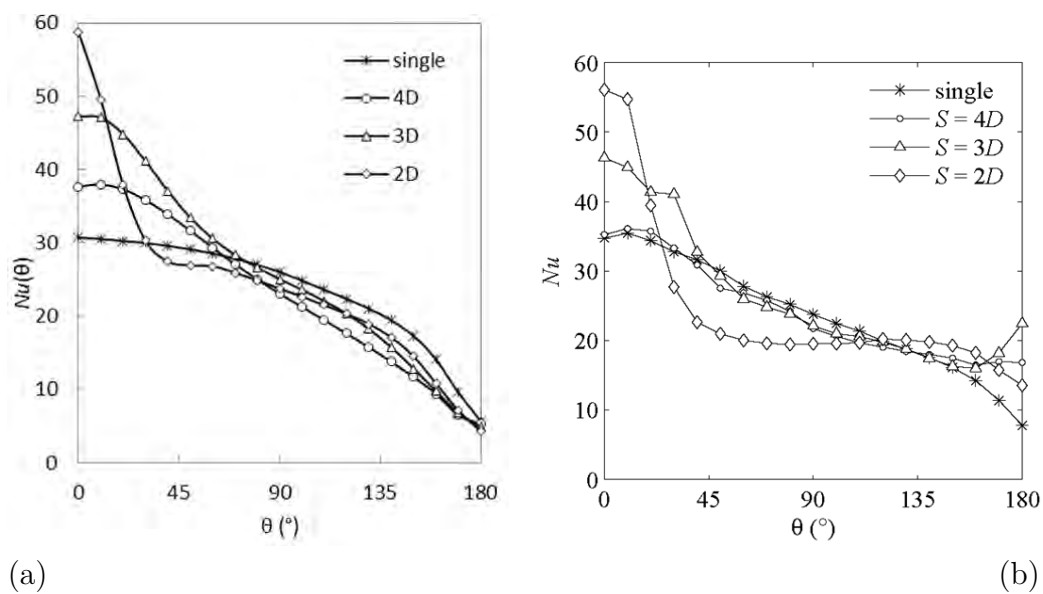 60
50
40
30
20
10
0
Nu(θ)
single
4D
3D
2D
0 45 90 135 180
θ (°)
(a)
60
50
40
30
20
10
0
Nu
single
S = 4D
S = 3D
S = 2D
0 45 90 135 180
θ (°)
(b)